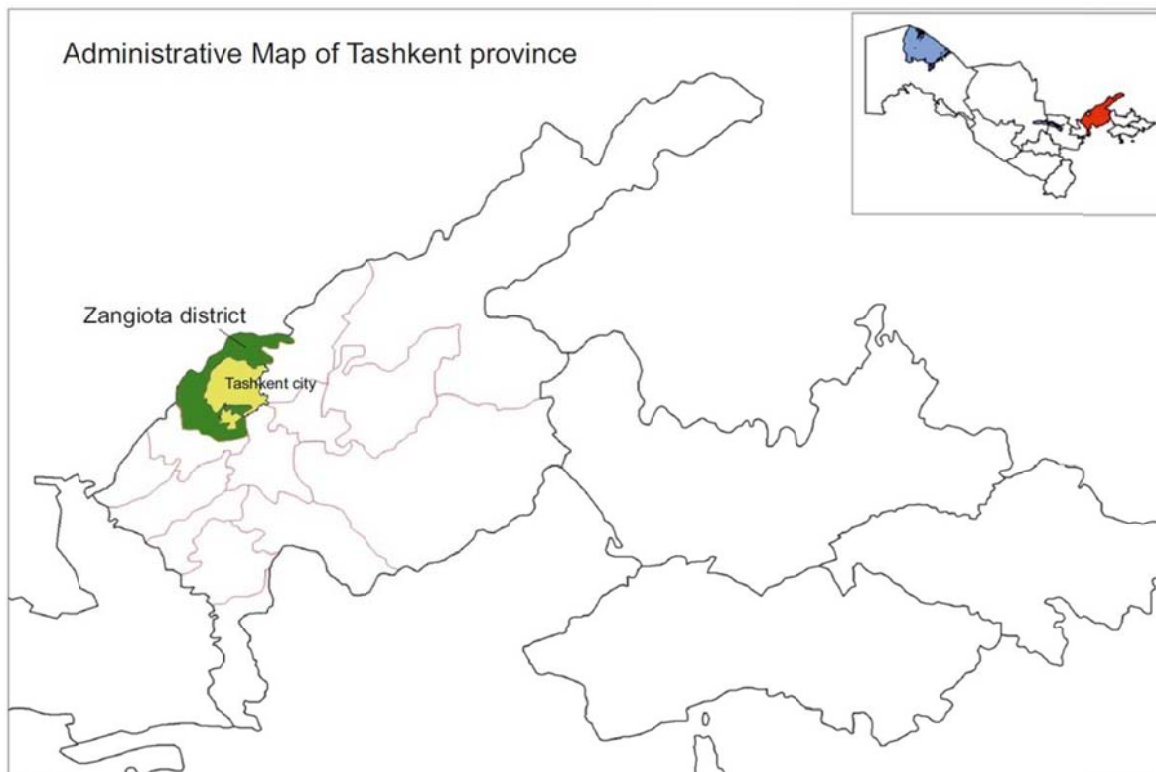 Administrative Map of Tashkent province
Zangiota district
Tashkent city